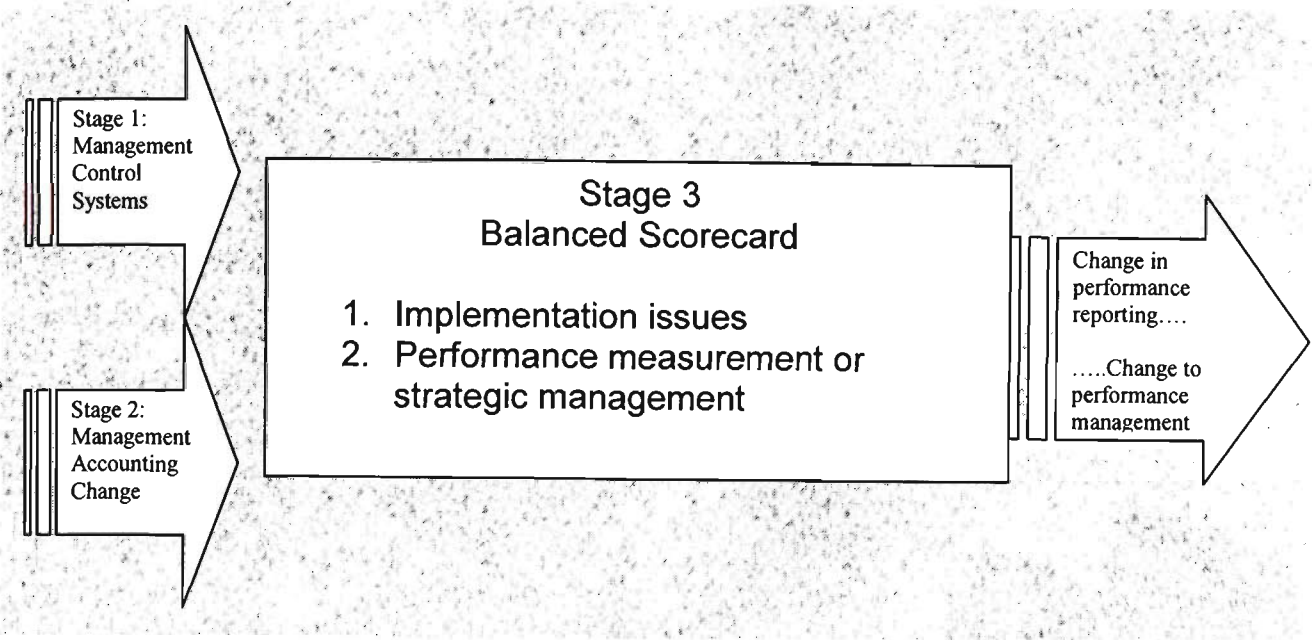 Stage 1:
Management
Control
Systems
Stage 2:
Management
Accounting
Change
Stage 3
Balanced Scorecard
1. Implementation issues
2. Performance measurement or
strategic management
Change in
performance
reporting....
.....Change to
performance
management